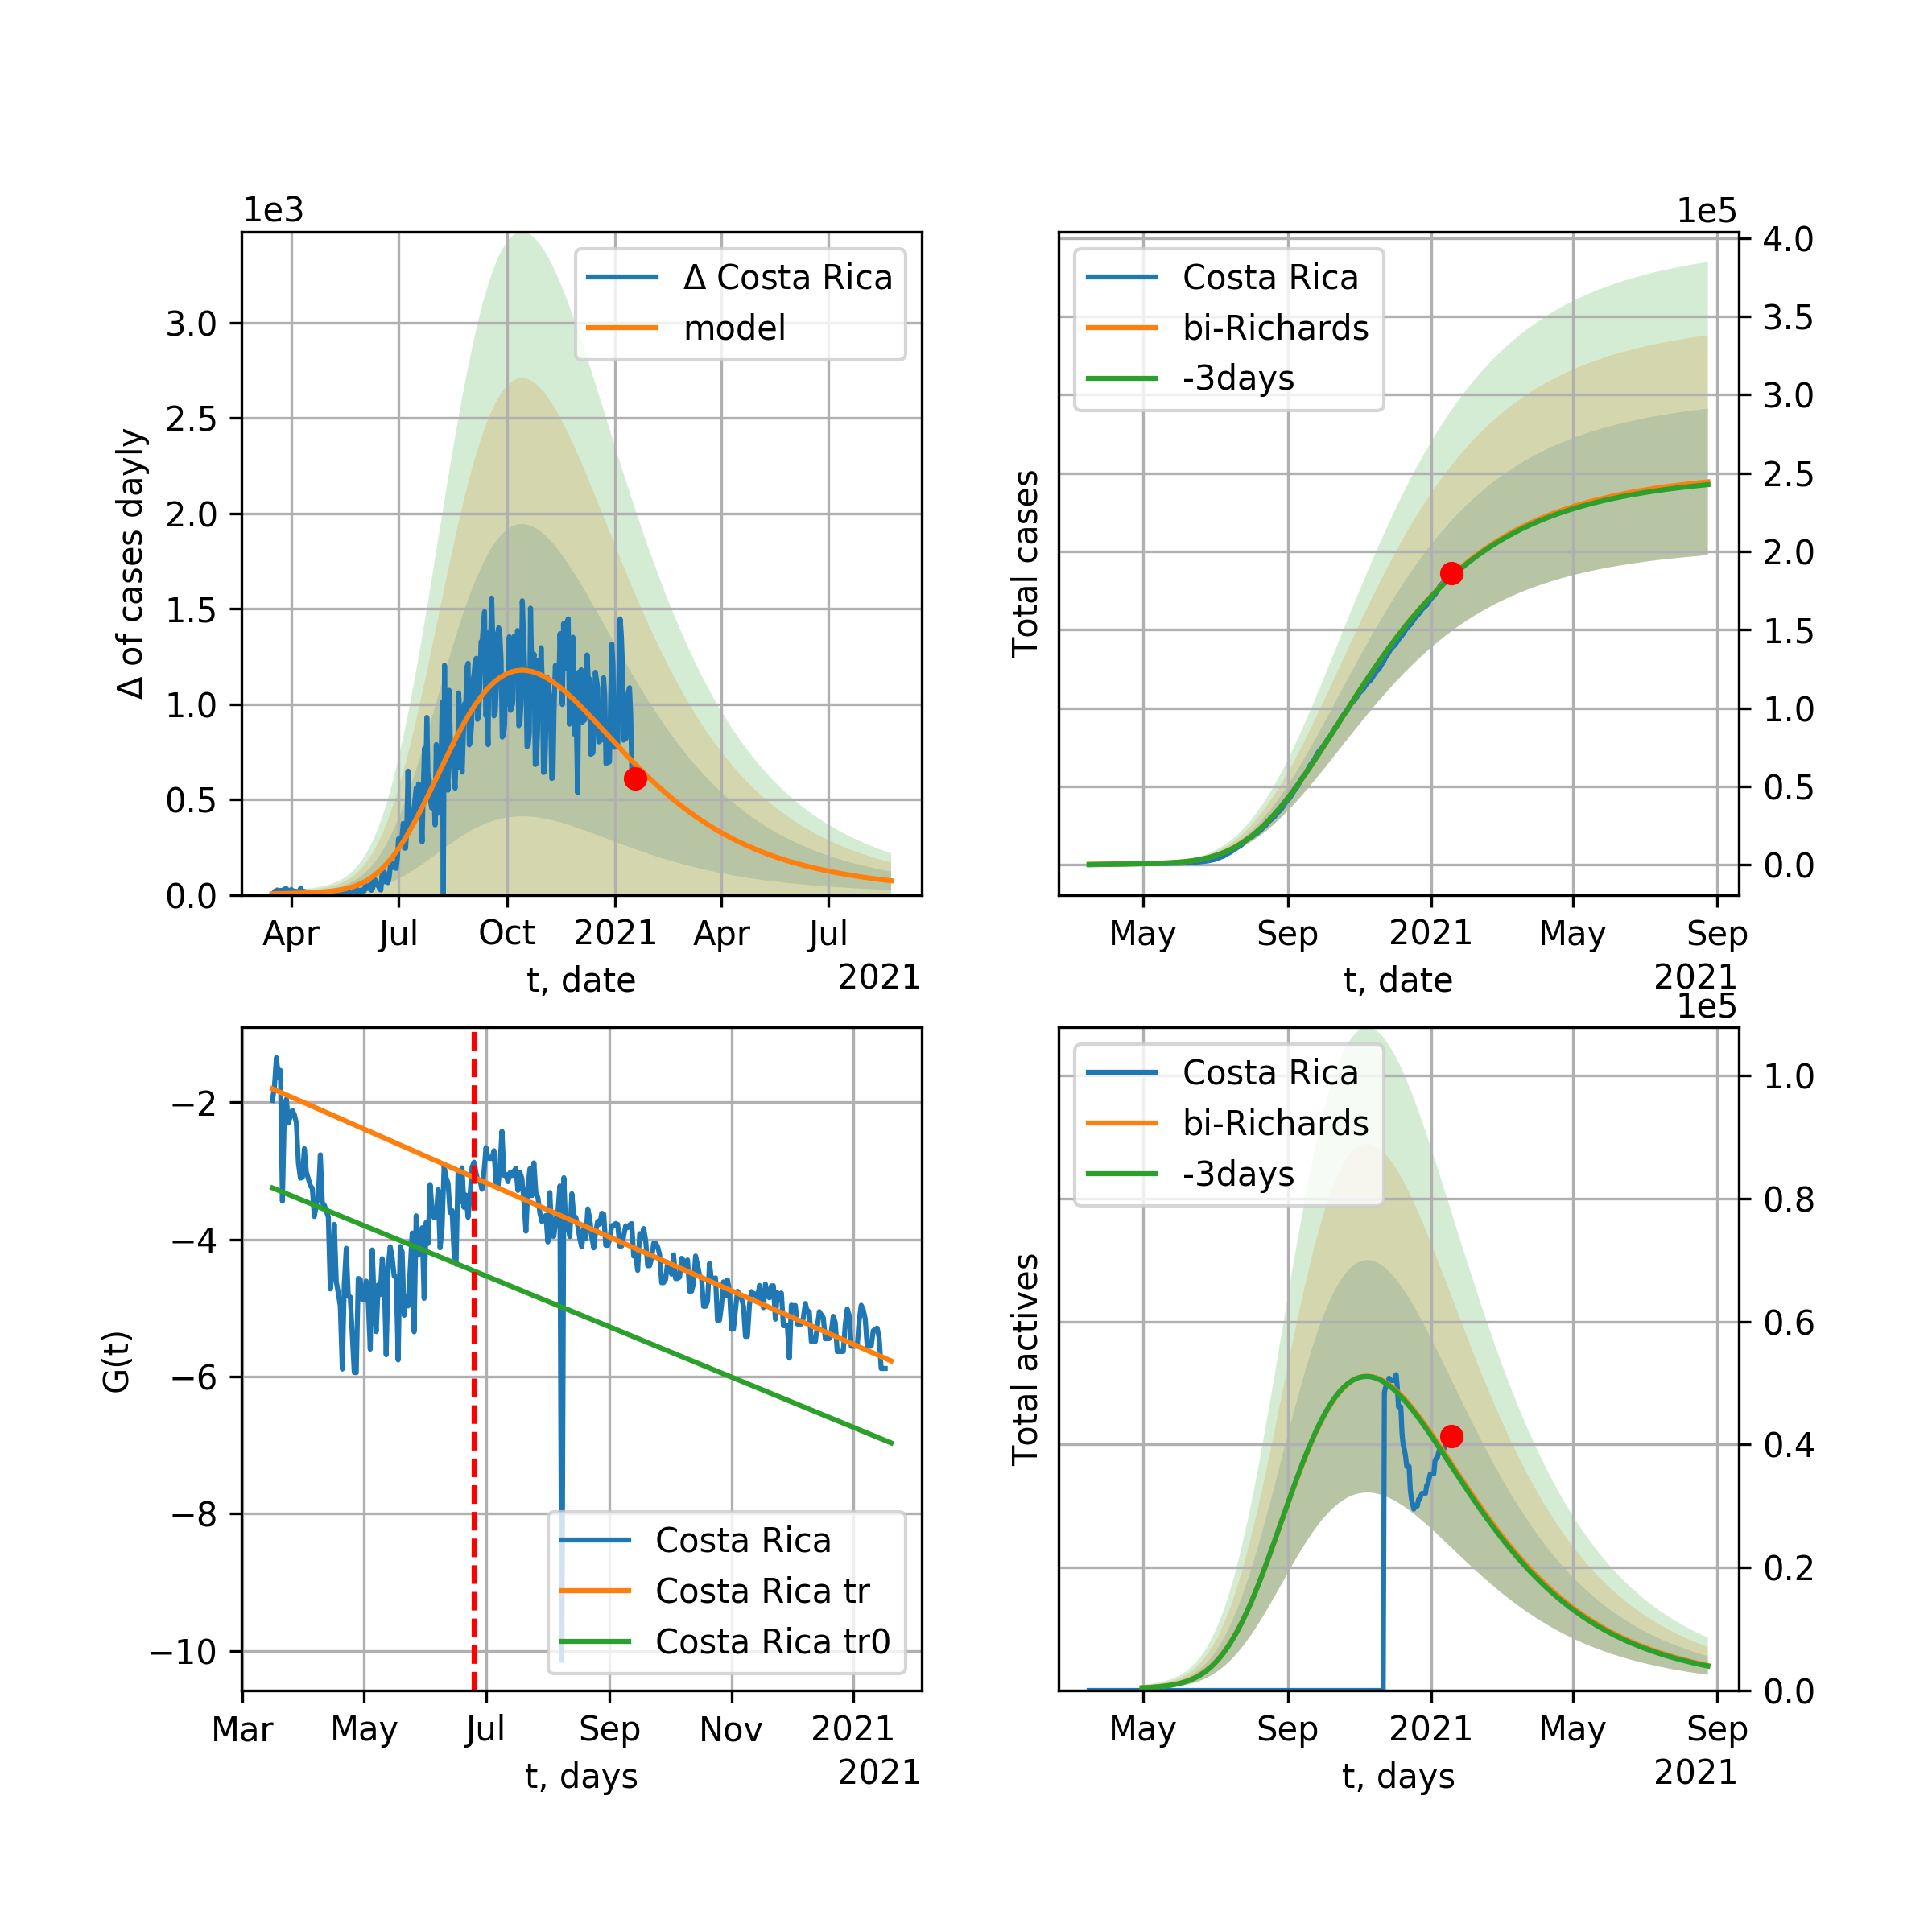 1e3
Δ of cases dayly
3.0
2.5
2.0
1.5
1.0
0.5
0.0
Δ Costa Rica
model
Apr
Jul
Oct
2021
Apr
Jul
t, date
2021
1e5
Total cases
Costa Rica
bi-Richards
-3days
4.0
3.5
3.0
2.5
2.0
1.5
1.0
0.5
0.0
May
Sep
2021
May
Sep
t, date
2021
G(t)
−2
−4
−6
−8
−10
Costa Rica
Costa Rica tr
Costa Rica tr0
Mar
May
Jul
Sep
Nov
2021
t, days
2021
1e5
Total actives
Costa Rica
bi-Richards
-3days
1.0
0.8
0.6
0.4
0.2
0.0
May
Sep
2021
May
Sep
t, days
2021